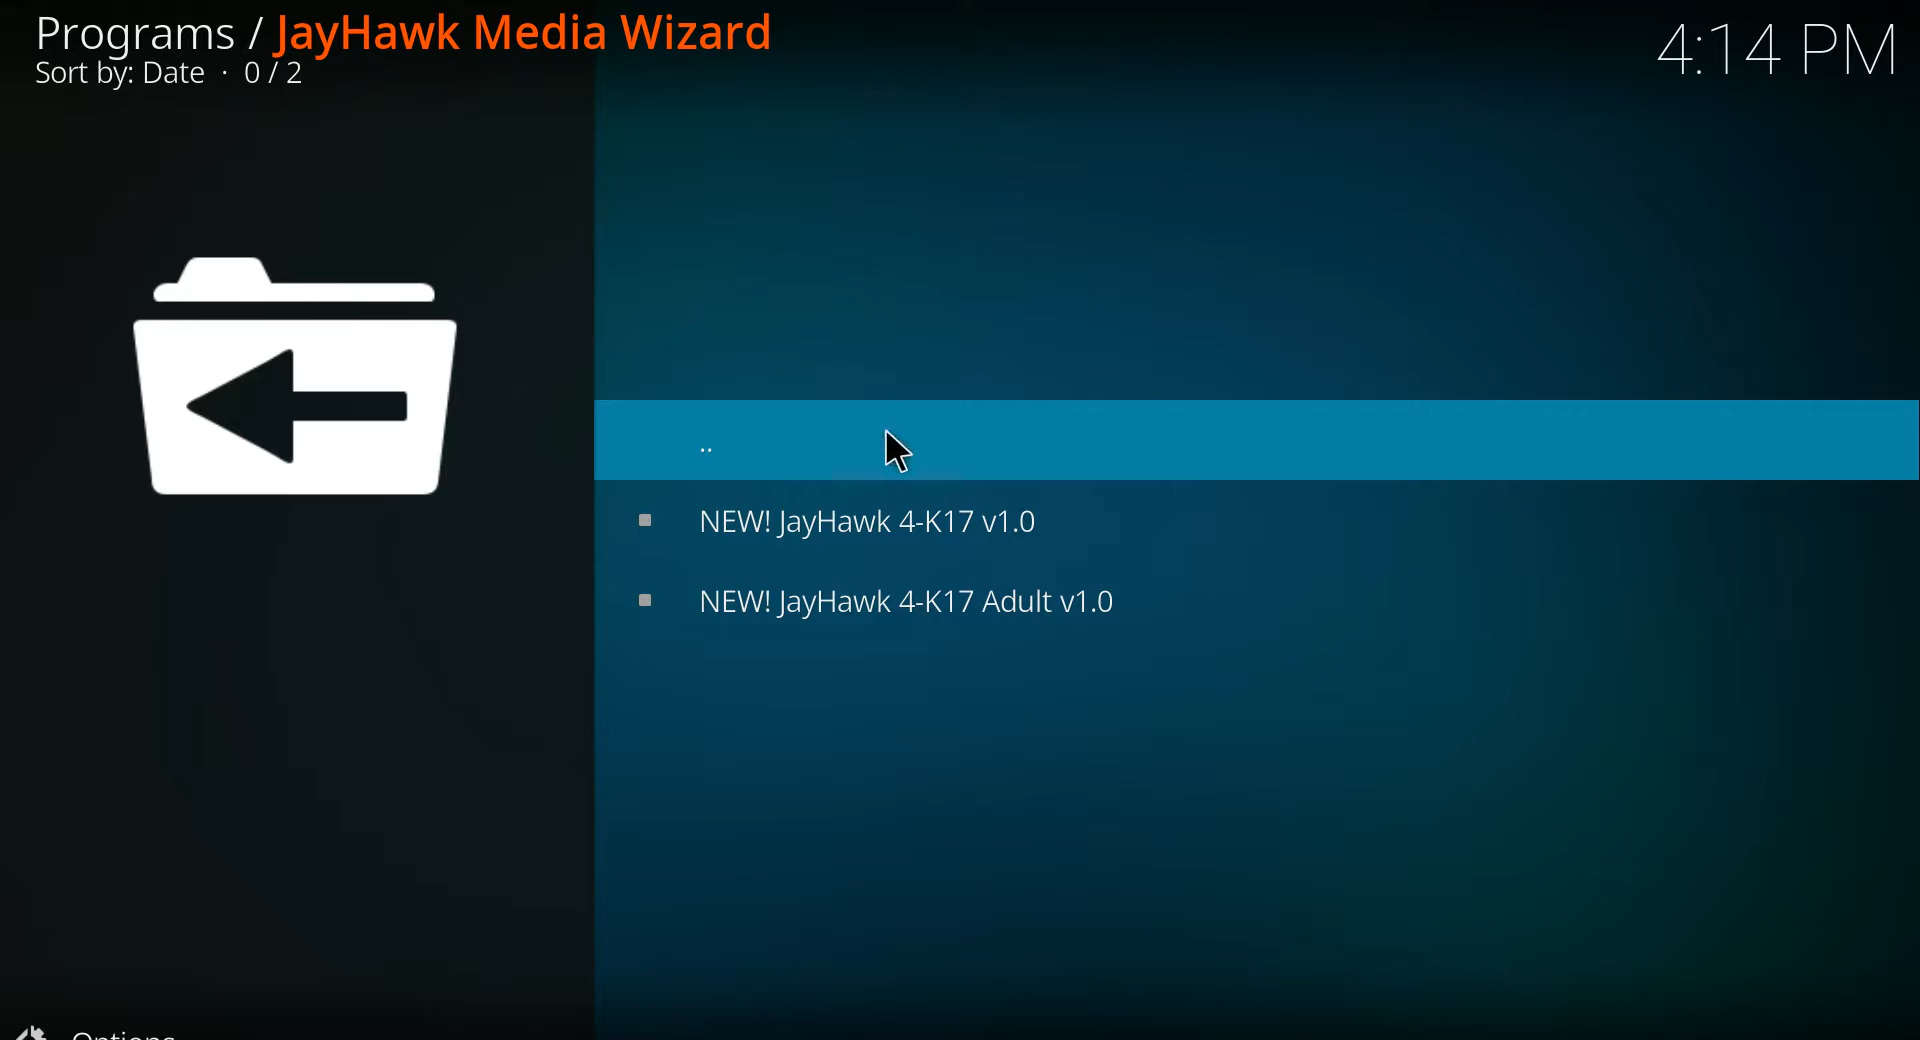 Programs / JayHawk Media Wizard
Sort by: Date · 0 / 2
4:14 PM
..
NEW! JayHawk 4-K17 v1.0
NEW! JayHawk 4-K17 Adult v1.0
Options